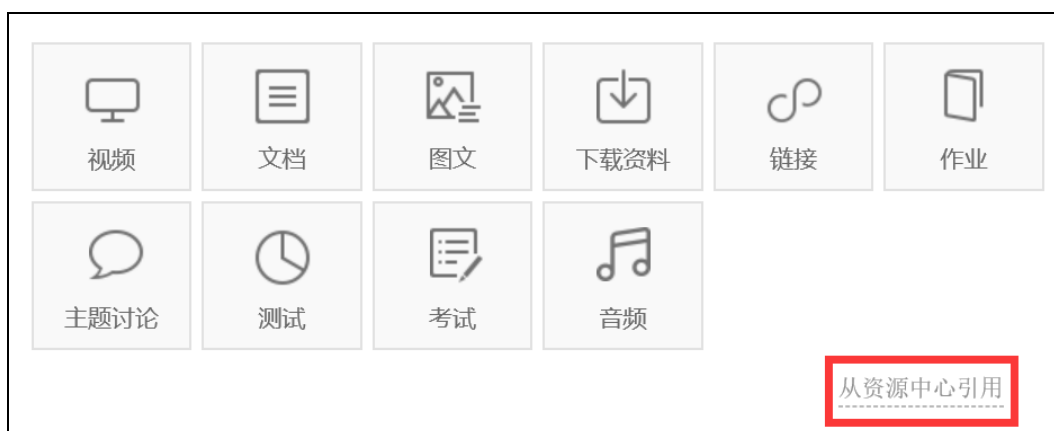 视频 文档 图文 下载资料 链接 作业
主题讨论 测试 考试 音频
从资源中心引用